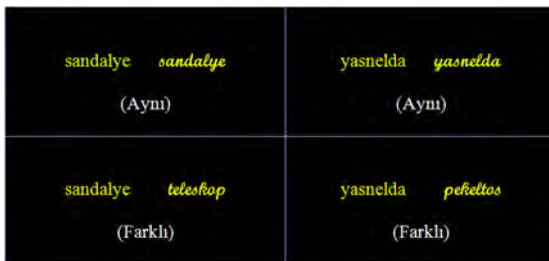 sandalye sandalye
(Aynı)
yasnelda yasnelda
(Aynı)
sandalye teleskop
(Farklı)
yasnelda pekeltos
(Farklı)